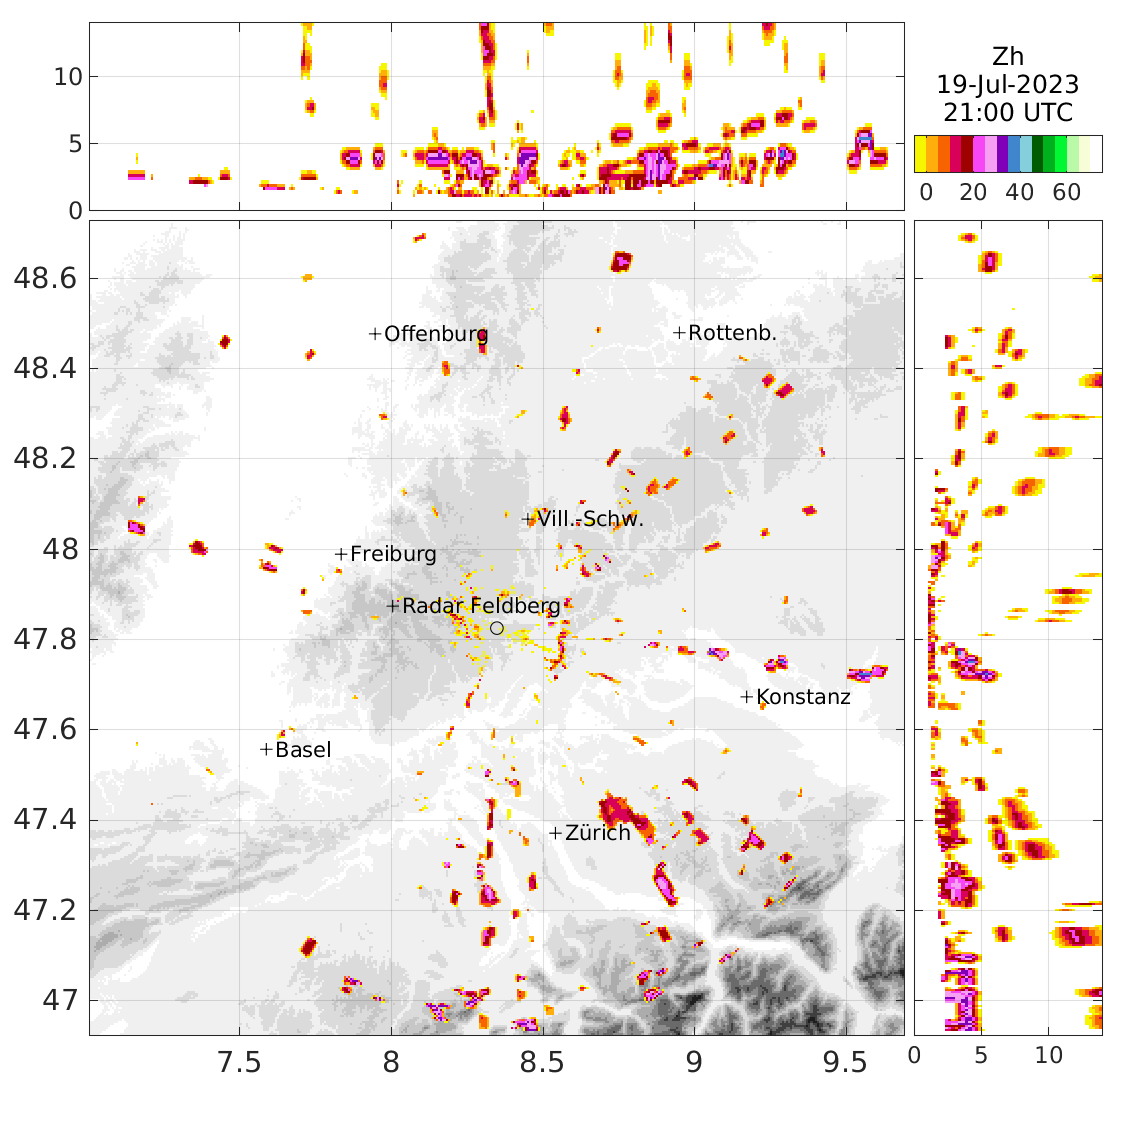 10
5
0
Zh
19-Jul-2023
21:00 UTC
0 20 40 60
48.6
48.4
48.2
48
47.8
47.6
47.4
47.2
47
Offenburg
Rottenb.
Vill.-Schw.
Freiburg
Radar Feldberg
Konstanz
Basel
Zürich
7.5 8 8.5 9 9.5
0 5 10